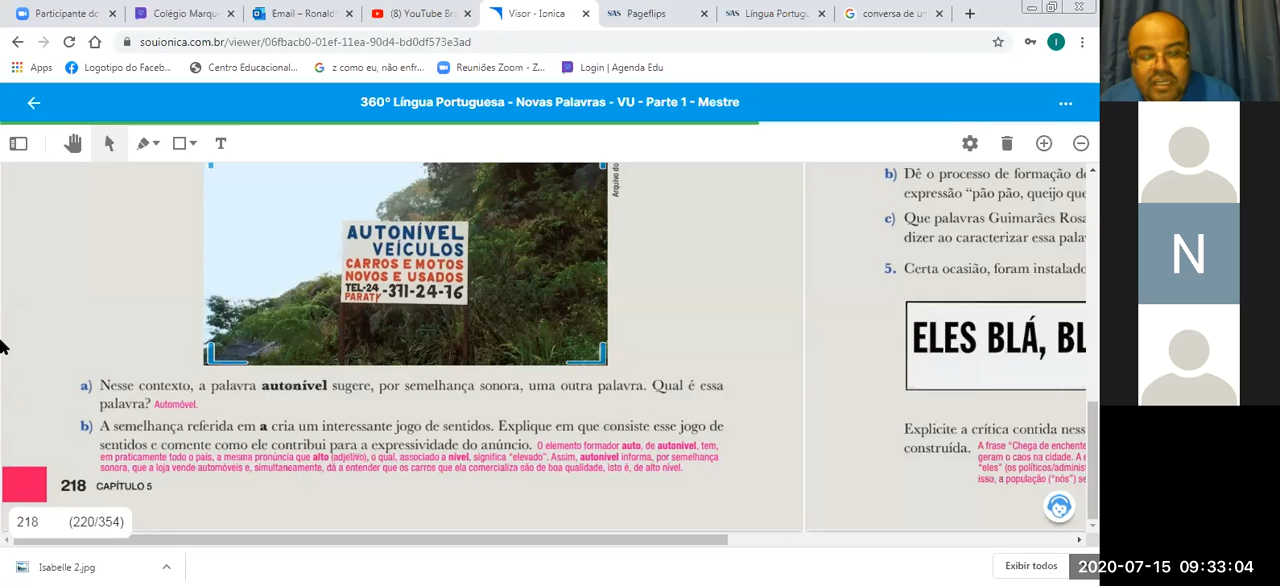 Participante do
Colégio Marqu
Email – Ronald
(8) YouTube Br
Visor - Ionica
Pageflips
Língua Portugu
conversa de u
souionica.com.br/viewer/06fbacb0-01ef-11ea-90d4-bd0df573e3ad
Apps
Logotipo do Faceb...
Centro Educacional...
z como eu, não enfr...
Reuniões Zoom - Z...
Login | Agenda Edu
360° Língua Portuguesa - Novas Palavras - VU - Parte 1 - Mestre
Arquivo do
AUTONÍVEL
VEÍCULOS
CARROS E MOTOS
NOVOS E USADOS
TEL-24
PARATY -371-24-76
a) Nesse contexto, a palavra autonível sugere, por semelhança sonora, uma outra palavra. Qual é essa
palavra? Automóvel.
b) A semelhança referida em a cria um interessante jogo de sentidos. Explique em que consiste esse jogo de
sentidos e comente como ele contribui para a expressividade do anúncio. O elemento formador auto, de autonível, tem,
em praticamente todo o país, a mesma pronúncia que alto (adjetivo), o qual, associado a nível, significa "elevado". Assim, autonível informa, por semelhança
sonora, que a loja vende automóveis e, simultaneamente, dá a entender que os carros que ela comercializa são de boa qualidade, isto é, de alto nível.
218 CAPÍTULO 5
218 (220/354)
b) Dê o processo de formação d
expressão "pão pão, queijo que
c) Que palavras Guimarães Rosa
dizer ao caracterizar essa pala
5. Certa ocasião, foram instalado
ELES BLÁ, BL
Explicite a crítica contida ness
construída. A frase "Chega de enchente
geram o caos na cidade. A e
"eles" (os políticos/adminis
isso, a população ("nós") se
Isabelle 2.jpg
Exibir todos
2020-07-15 09:33:04
N